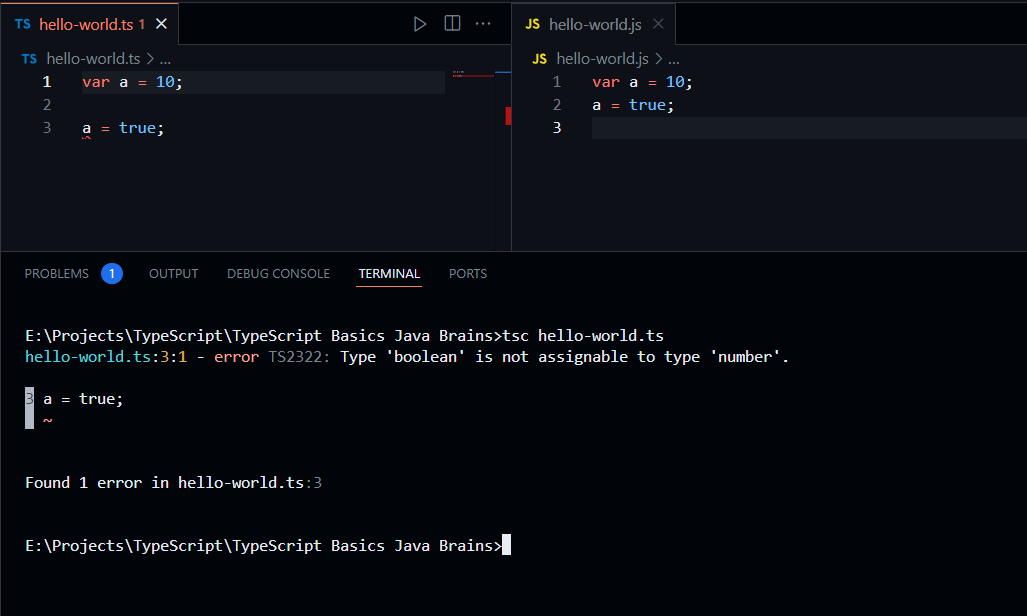 TS hello-world.ts 1
TS hello-world.ts > ...
1 var a = 10;
2
3 a = true;
JS hello-world.js
JS hello-world.js > ...
1 var a = 10;
2 a = true;
3
PROBLEMS 1 OUTPUT DEBUG CONSOLE TERMINAL PORTS
E:\Projects\TypeScript\TypeScript Basics Java Brains>tsc hello-world.ts
hello-world.ts:3:1 - error TS2322: Type 'boolean' is not assignable to type 'number'.
3 a = true;
~
Found 1 error in hello-world.ts:3
E:\Projects\TypeScript\TypeScript Basics Java Brains>